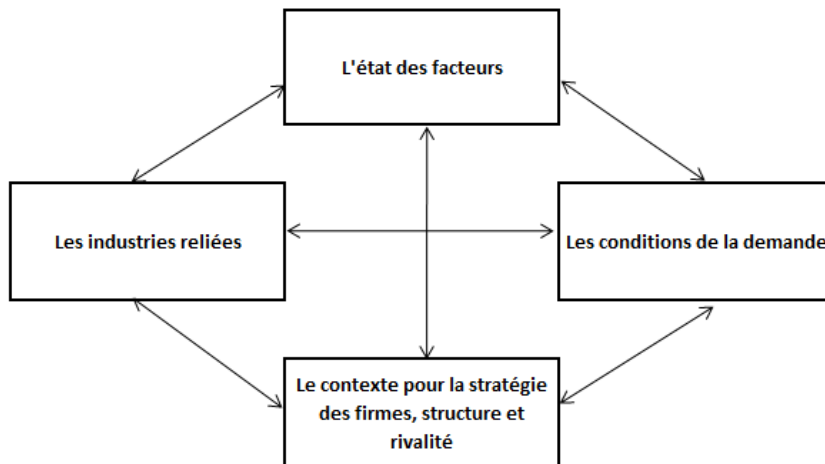 L'état des facteurs
Les industries reliées
Les conditions de la demande
Le contexte pour la stratégie
des firmes, structure et
rivalité